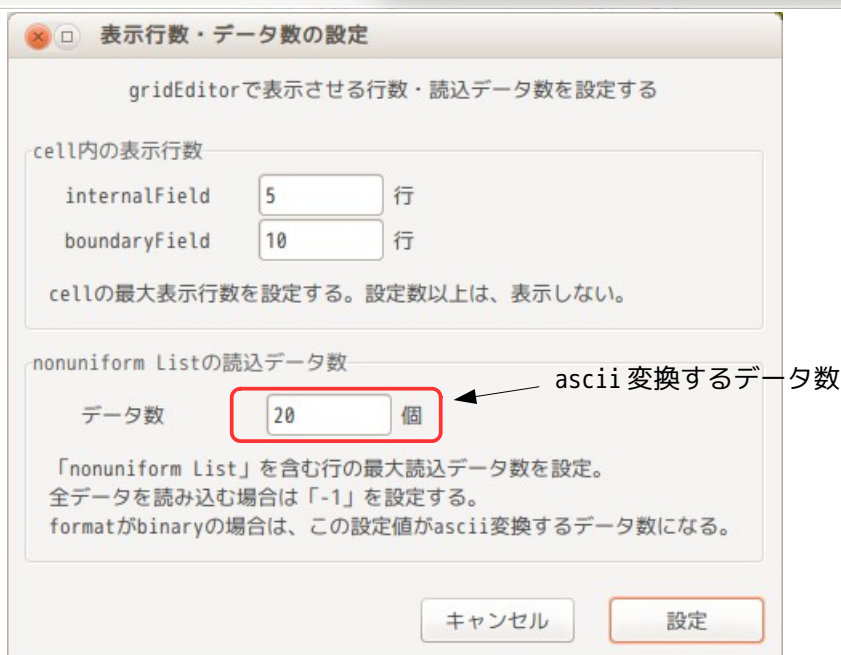 表示行数・データ数の設定
gridEditorで表示させる行数・読込データ数を設定する
cell内の表示行数
internalField 5 行
boundaryField 10 行
cellの最大表示行数を設定する。設定数以上は、表示しない。
nonuniform Listの読込データ数
ascii 変換するデータ数
データ数 20 個
「nonuniform List」を含む行の最大読込データ数を設定。
全データを読み込む場合は「-1」を設定する。
formatがbinaryの場合は、この設定値がascii変換するデータ数になる。
キャンセル 設定